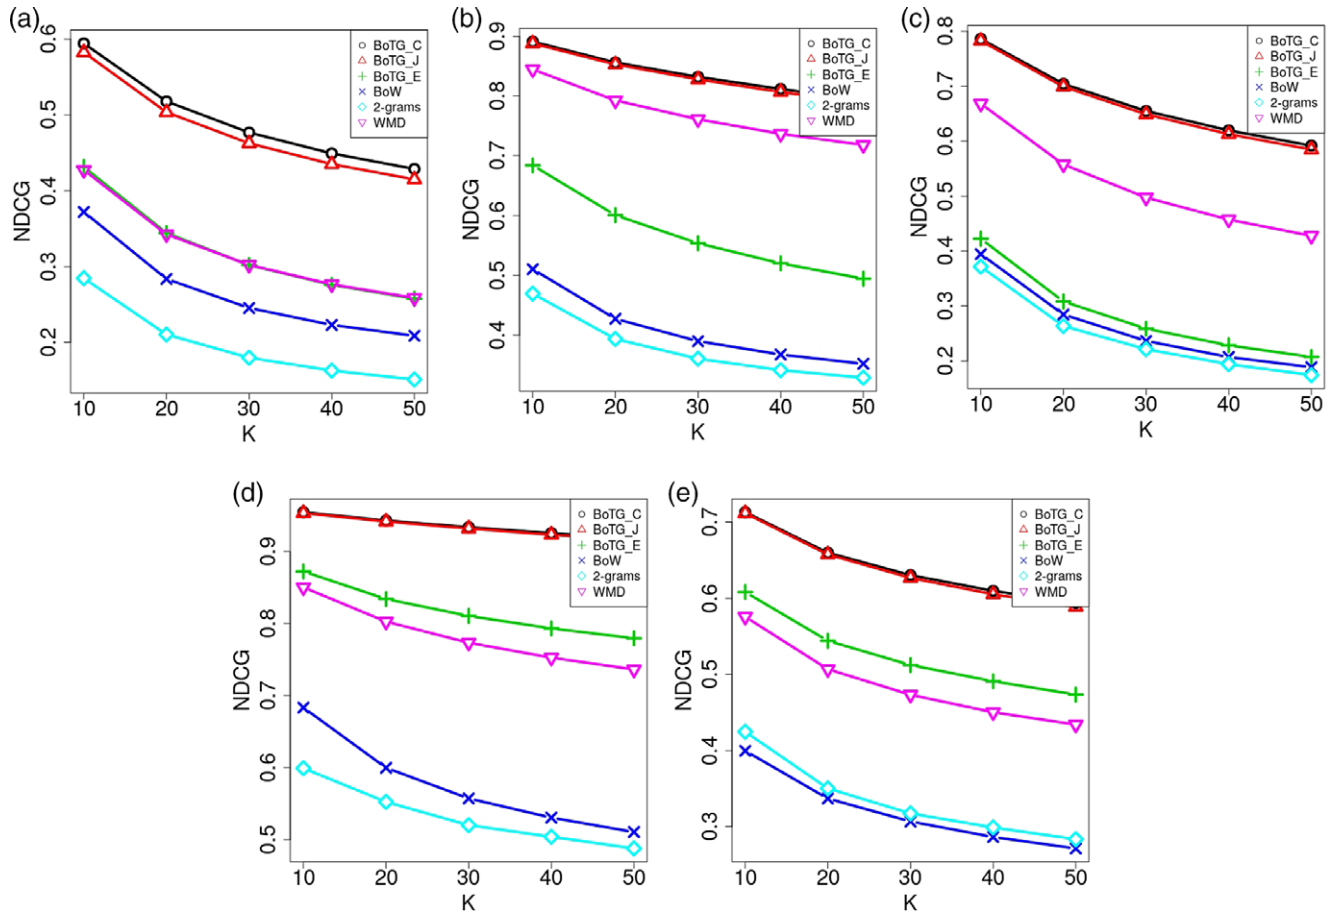 (a)
0.6
0.5
0.4
0.3
0.2
NDCG
10 20 30 40 50
K
BoTG_C
BoTG_J
BoTG_E
BoW
2-grams
WMD
(b)
0.9
0.8
0.7
0.6
0.5
0.4
NDCG
10 20 30 40 50
K
BoTG_C
BoTG_J
BoTG_E
BoW
2-grams
WMD
(c)
0.8
0.7
0.6
0.5
0.4
0.3
0.2
NDCG
10 20 30 40 50
K
BoTG_C
BoTG_J
BoTG_E
BoW
2-grams
WMD
(d)
0.9
0.8
0.7
0.6
0.5
NDCG
10 20 30 40 50
K
BoTG_C
BoTG_J
BoTG_E
BoW
2-grams
WMD
(e)
0.7
0.6
0.5
0.4
0.3
NDCG
10 20 30 40 50
K
BoTG_C
BoTG_J
BoTG_E
BoW
2-grams
WMD